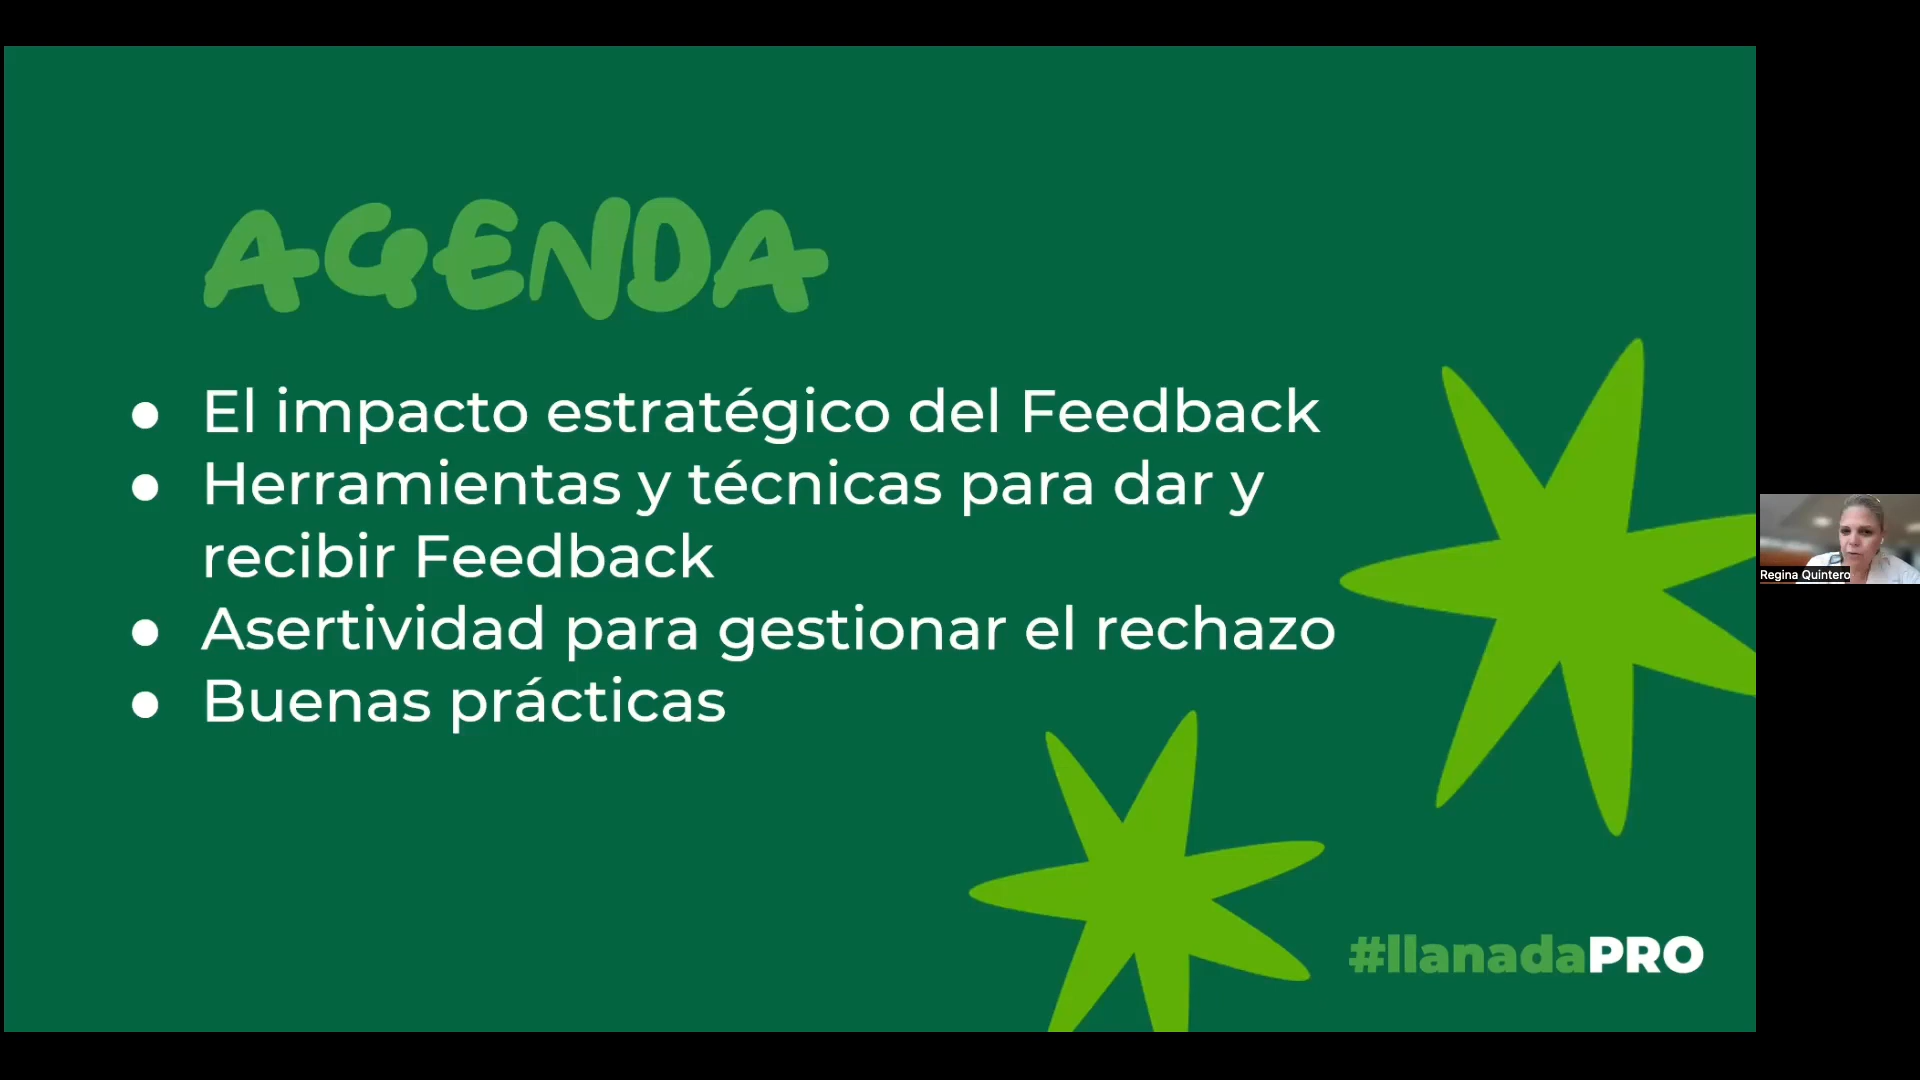 AGENDA
● El impacto estratégico del Feedback
● Herramientas y técnicas para dar y
recibir Feedback
● Asertividad para gestionar el rechazo
● Buenas prácticas
Regina Quintero
#llanadaPRO